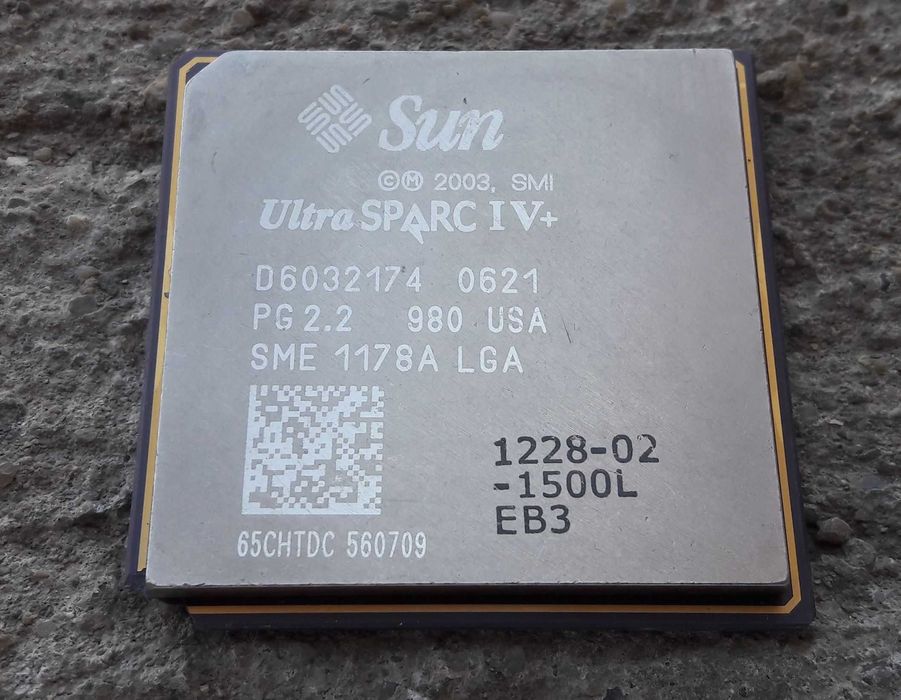 Sun
©Ⓜ 2003, SMI
UltraSPARC IV+
D6032174 0621
PG 2.2 980 USA
SME 1178A LGA
1228-02
-1500L
EB3
65CHTDC 560709